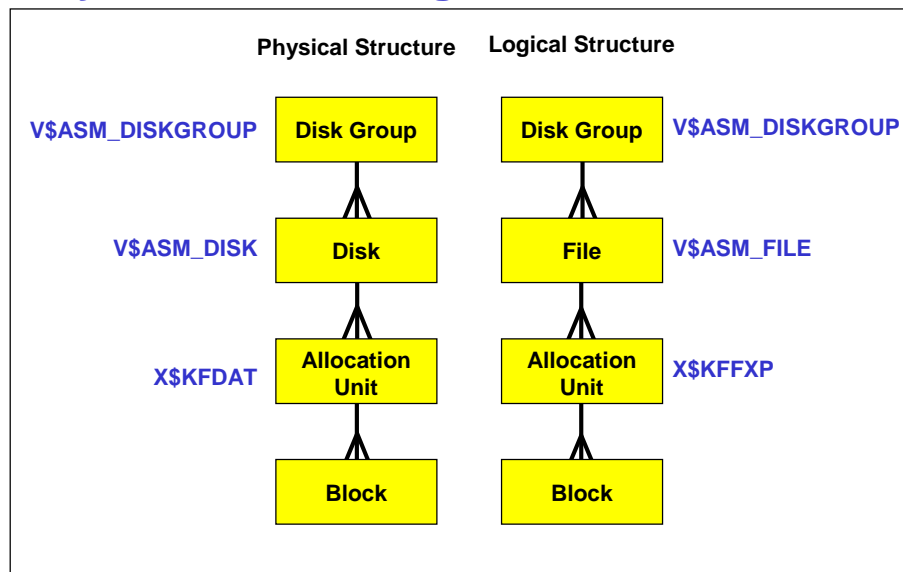 Physical Structure Logical Structure
V$ASM_DISKGROUP Disk Group Disk Group V$ASM_DISKGROUP
V$ASM_DISK Disk File V$ASM_FILE
X$KFDAT Allocation Unit Allocation Unit X$KFFXP
Block Block